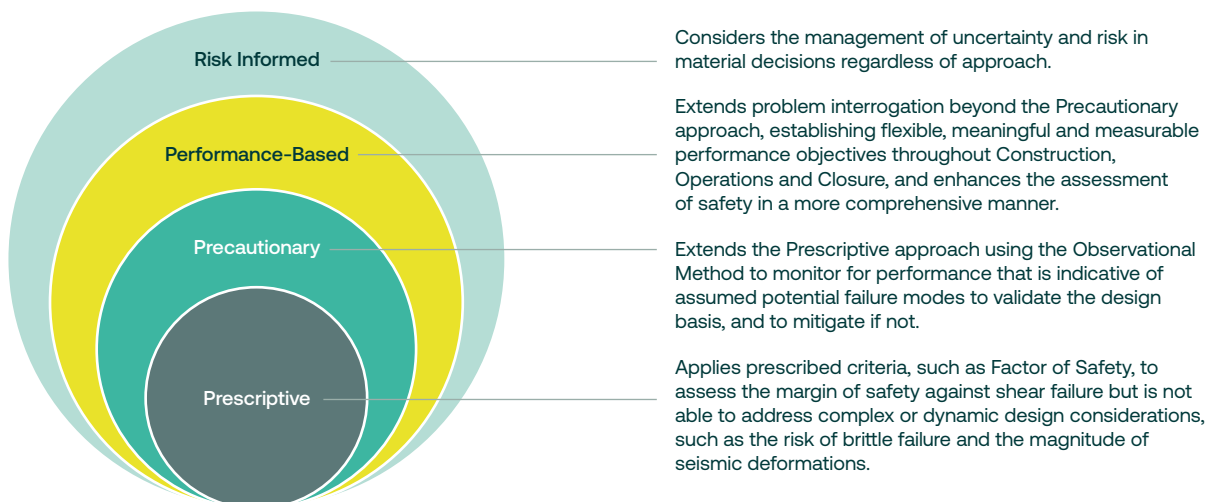 Risk Informed
Considers the management of uncertainty and risk in
material decisions regardless of approach.
Performance-Based
Extends problem interrogation beyond the Precautionary
approach, establishing flexible, meaningful and measurable
performance objectives throughout Construction,
Operations and Closure, and enhances the assessment
of safety in a more comprehensive manner.
Precautionary
Extends the Prescriptive approach using the Observational
Method to monitor for performance that is indicative of
assumed potential failure modes to validate the design
basis, and to mitigate if not.
Prescriptive
Applies prescribed criteria, such as Factor of Safety, to
assess the margin of safety against shear failure but is not
able to address complex or dynamic design considerations,
such as the risk of brittle failure and the magnitude of
seismic deformations.